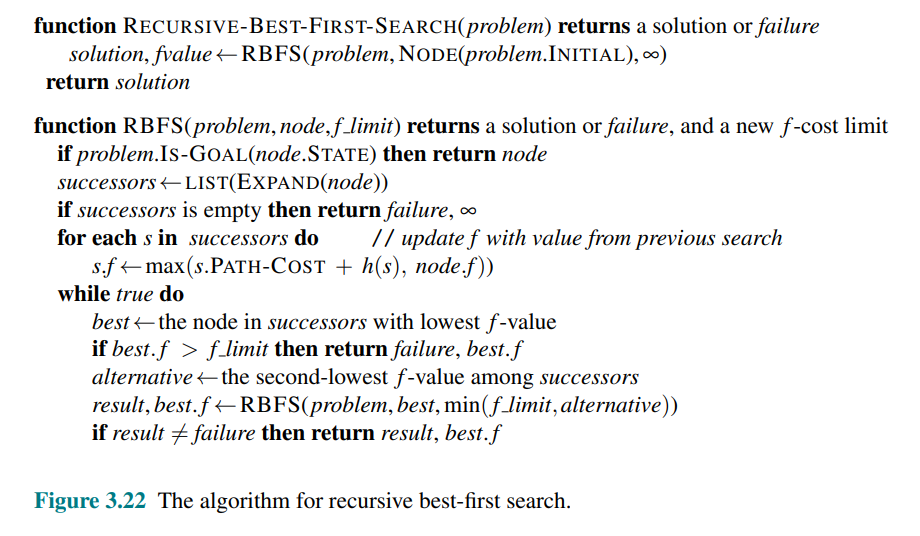 function RECURSIVE-BEST-FIRST-SEARCH(problem) returns a solution or failure
solution, fvalue ← RBFS(problem, NODE(problem.INITIAL), ∞)
return solution
function RBFS(problem, node, f_limit) returns a solution or failure, and a new f-cost limit
if problem.IS-GOAL(node.STATE) then return node
successors ← LIST(EXPAND(node))
if successors is empty then return failure, ∞
for each s in successors do // update f with value from previous search
s.f ← max(s.PATH-COST + h(s), node.f))
while true do
best ← the node in successors with lowest f-value
if best.f > f_limit then return failure, best.f
alternative ← the second-lowest f-value among successors
result, best.f ← RBFS(problem, best, min(f_limit, alternative))
if result ≠ failure then return result, best.f
Figure 3.22 The algorithm for recursive best-first search.